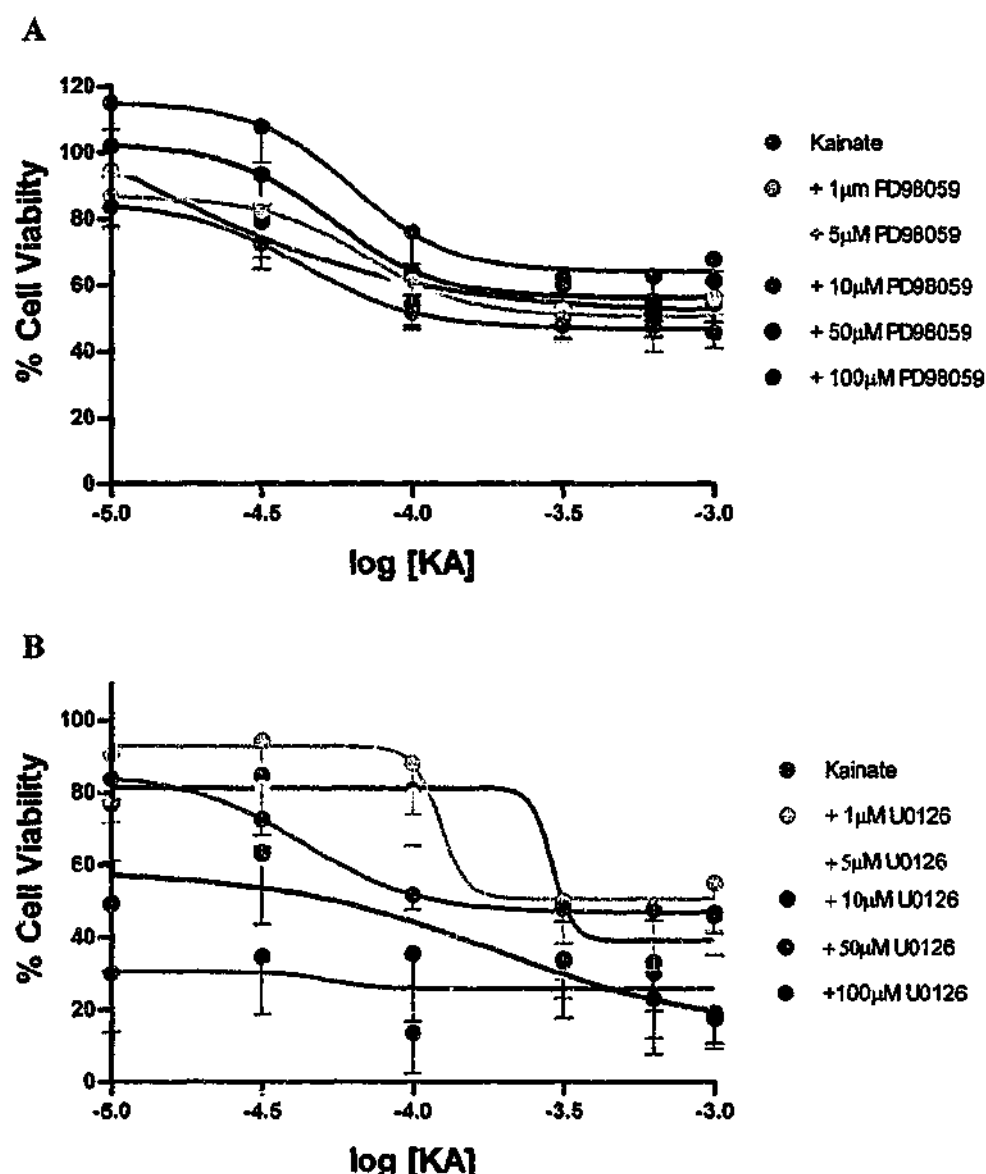 A
120
100
80
60
40
20
0
-5.0 -4.5 -4.0 -3.5 -3.0
% Cell Viability
log [KA]
Kainate
+ 1µm PD98059
+ 5µM PD98059
+ 10µM PD98059
+ 50µM PD98059
+ 100µM PD98059
B
100
80
60
40
20
0
-5.0 -4.5 -4.0 -3.5 -3.0
% Cell Viability
log [KA]
Kainate
+ 1µM U0126
+ 5µM U0126
+ 10µM U0126
+ 50µM U0126
+100µM U0126